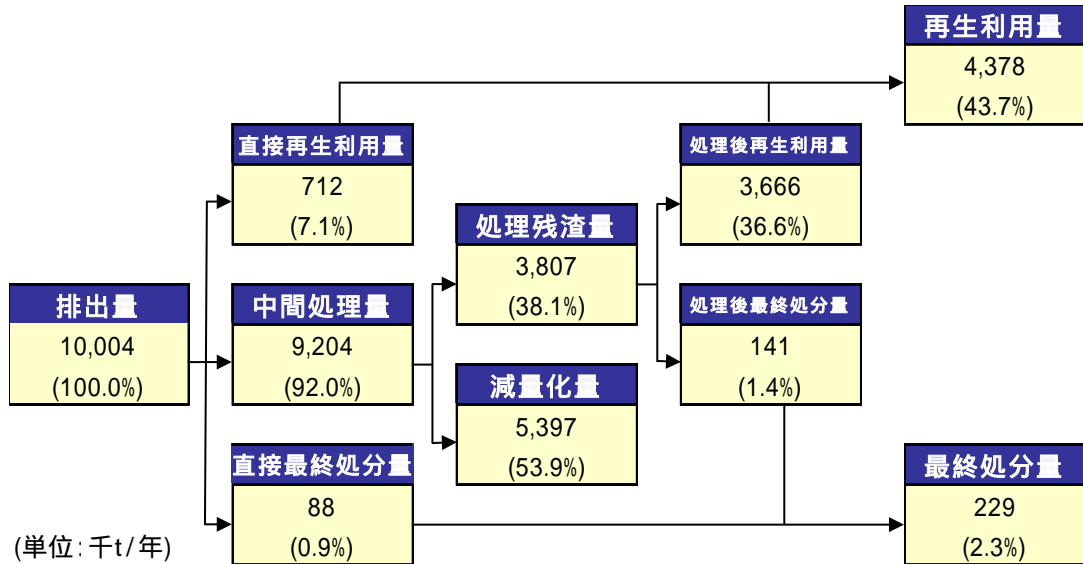 再生利用量
4,378
(43.7%)
直接再生利用量
712
(7.1%)
処理後再生利用量
3,666
(36.6%)
処理残渣量
3,807
(38.1%)
排出量
10,004
(100.0%)
中間処理量
9,204
(92.0%)
処理後最終処分量
141
(1.4%)
減量化量
5,397
(53.9%)
直接最終処分量
88
(0.9%)
最終処分量
229
(2.3%)
(単位:千t/年)